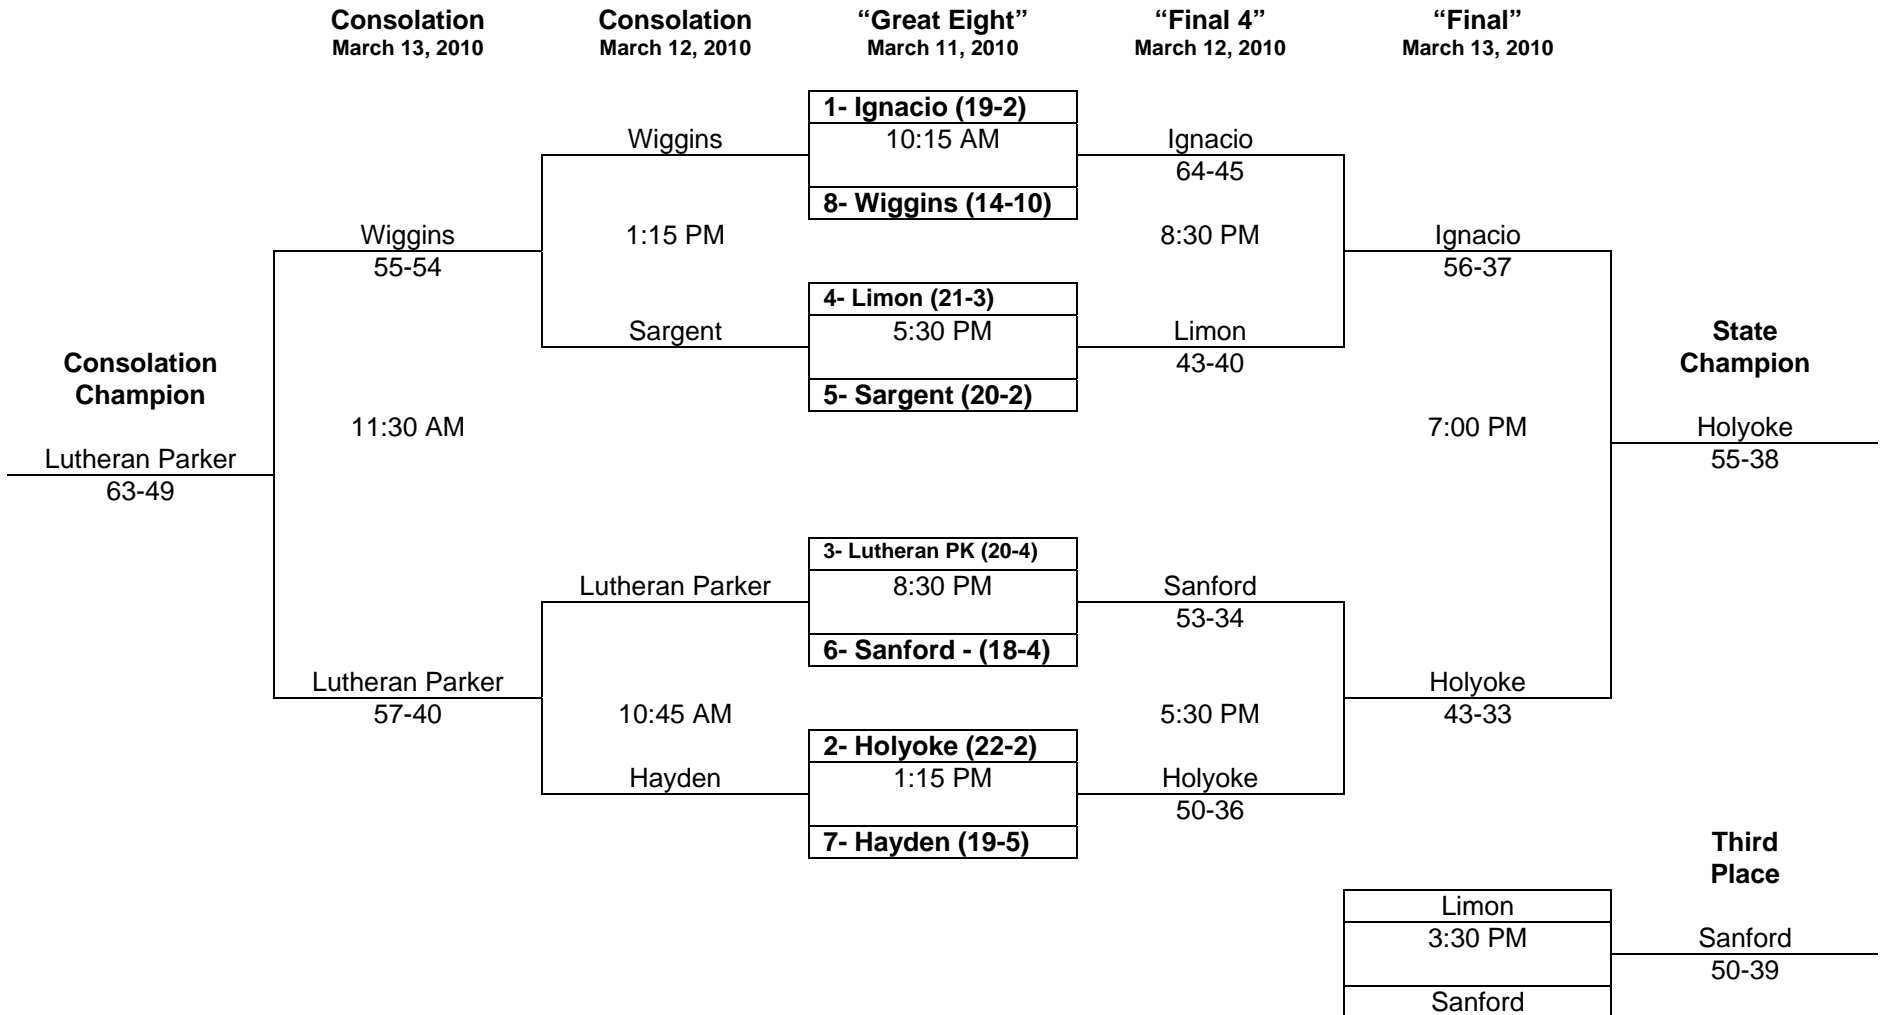 Consolation
March 13, 2010
Consolation
March 12, 2010
“Great Eight”
March 11, 2010
“Final 4”
March 12, 2010
“Final”
March 13, 2010
1- Ignacio (19-2)
Wiggins
10:15 AM
Ignacio
64-45
8- Wiggins (14-10)
Wiggins
55-54
1:15 PM
8:30 PM
Ignacio
56-37
4- Limon (21-3)
Sargent
5:30 PM
Limon
43-40
5- Sargent (20-2)
Consolation
Champion
State
Champion
11:30 AM
7:00 PM
Lutheran Parker
63-49
Holyoke
55-38
3- Lutheran PK (20-4)
Lutheran Parker
8:30 PM
Sanford
53-34
6- Sanford - (18-4)
Lutheran Parker
57-40
10:45 AM
5:30 PM
Holyoke
43-33
2- Holyoke (22-2)
Hayden
1:15 PM
Holyoke
50-36
7- Hayden (19-5)
Third
Place
Limon
3:30 PM
Sanford
50-39
Sanford